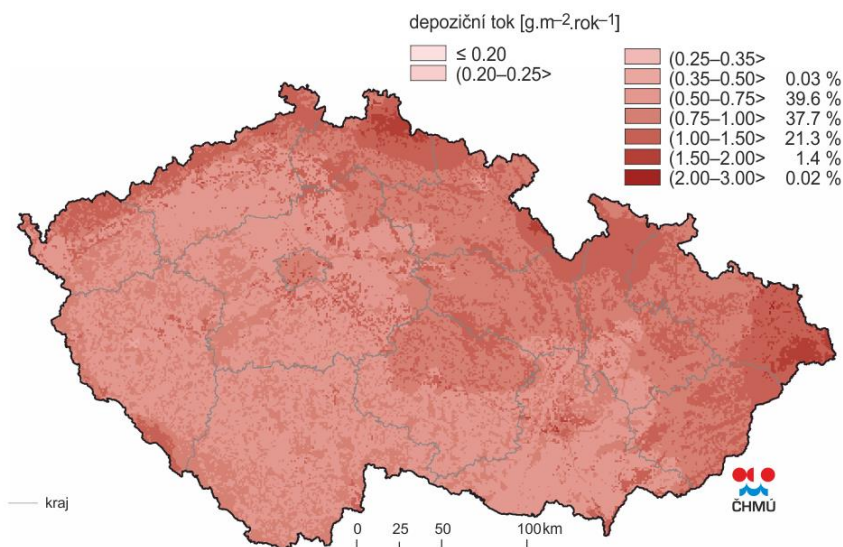 depoziční tok [g.m–2.rok–1]
≤ 0.20
(0.20–0.25>
(0.25–0.35>
(0.35–0.50> 0.03 %
(0.50–0.75> 39.6 %
(0.75–1.00> 37.7 %
(1.00–1.50> 21.3 %
(1.50–2.00> 1.4 %
(2.00–3.00> 0.02 %
kraj
0 25 50 100 km
ČHMÚ